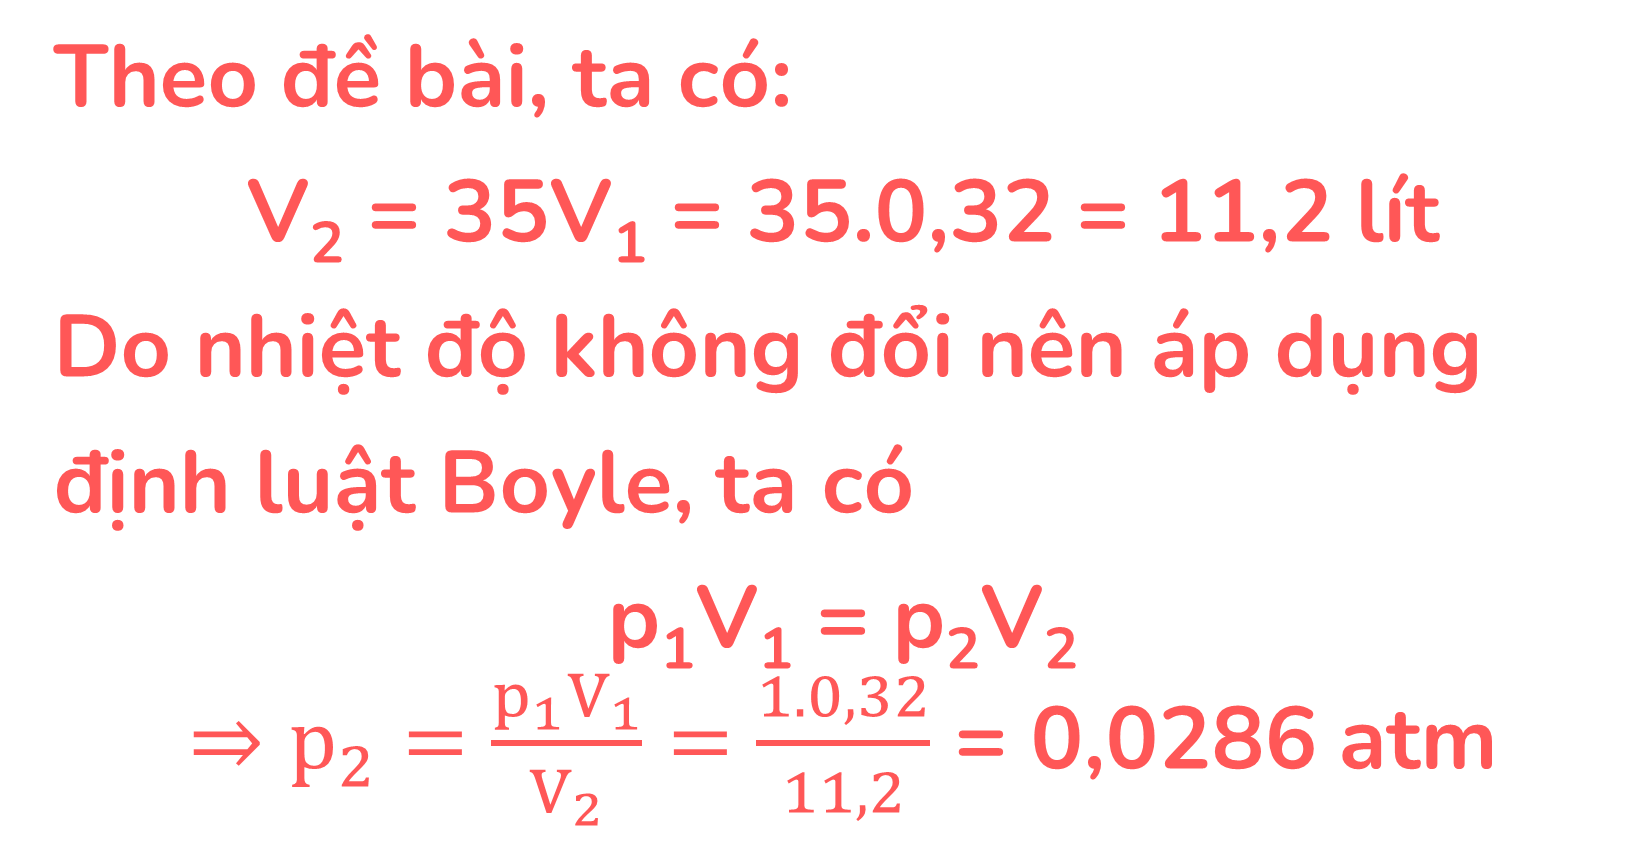 Theo đề bài, ta có:
V₂ = 35V₁ = 35.0,32 = 11,2 lít
Do nhiệt độ không đổi nên áp dụng
định luật Boyle, ta có
p₁V₁ = p₂V₂
⇒ p₂ = p₁V₁/V₂ = 1.0,32/11,2 = 0,0286 atm